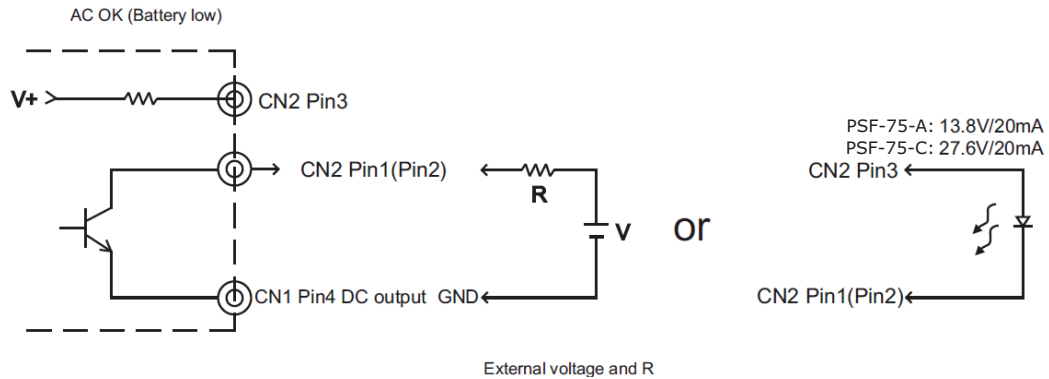 AC OK (Battery low)
V+
CN2 Pin3
CN2 Pin1(Pin2)
R
V
CN1 Pin4 DC output GND
or
PSF-75-A: 13.8V/20mA
PSF-75-C: 27.6V/20mA
CN2 Pin3
CN2 Pin1(Pin2)
External voltage and R